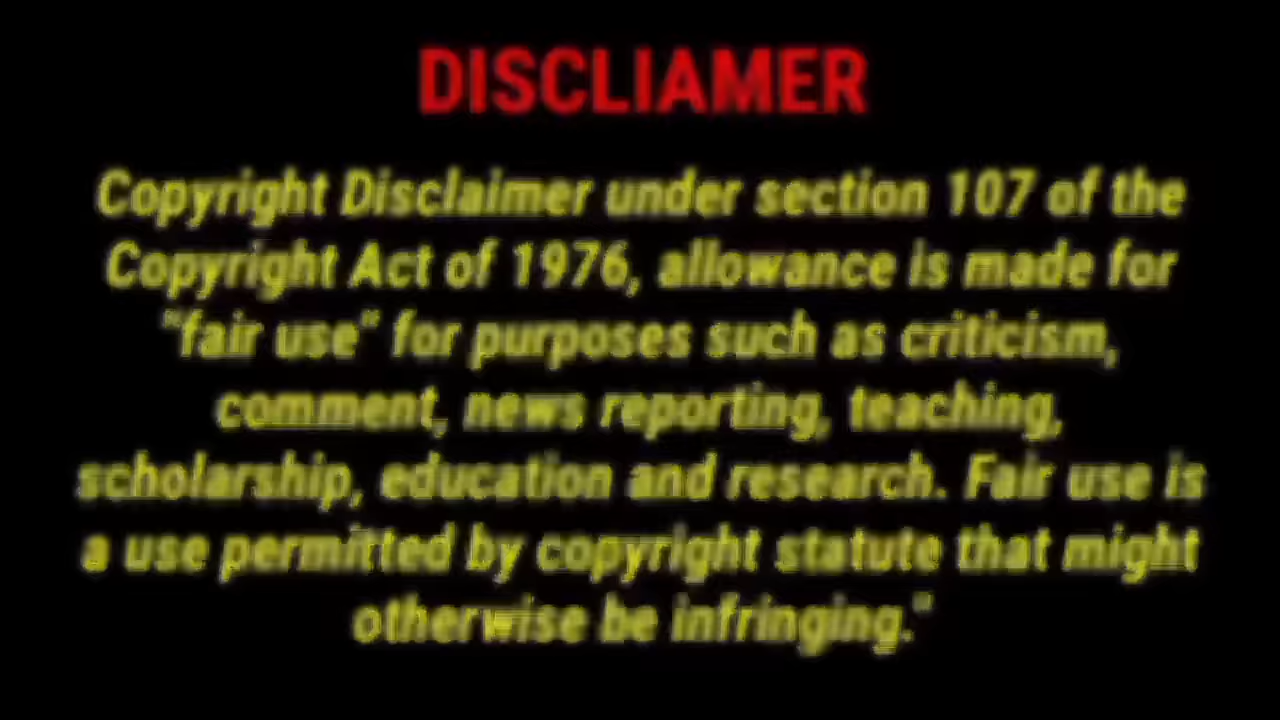 DISCLIAMER
Copyright Disclaimer under section 107 of the
Copyright Act of 1976, allowance is made for
"fair use" for purposes such as criticism,
comment, news reporting, teaching,
scholarship, education and research. Fair use is
a use permitted by copyright statute that might
otherwise be infringing."